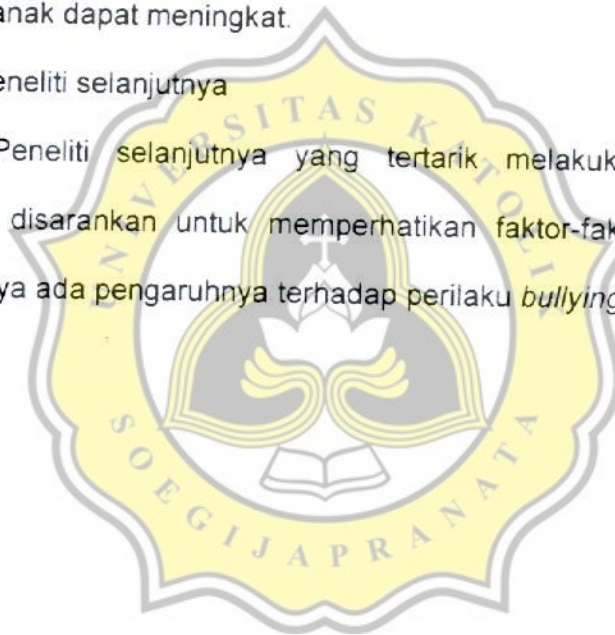 anak dapat meningkat.
eneliti selanjutnya
Peneliti selanjutnya yang tertarik melakuk
disarankan untuk memperhatikan faktor-fak
ya ada pengaruhnya terhadap perilaku bullying
UNIVERSITAS KATOLIK
SOEGIJAPRANATA